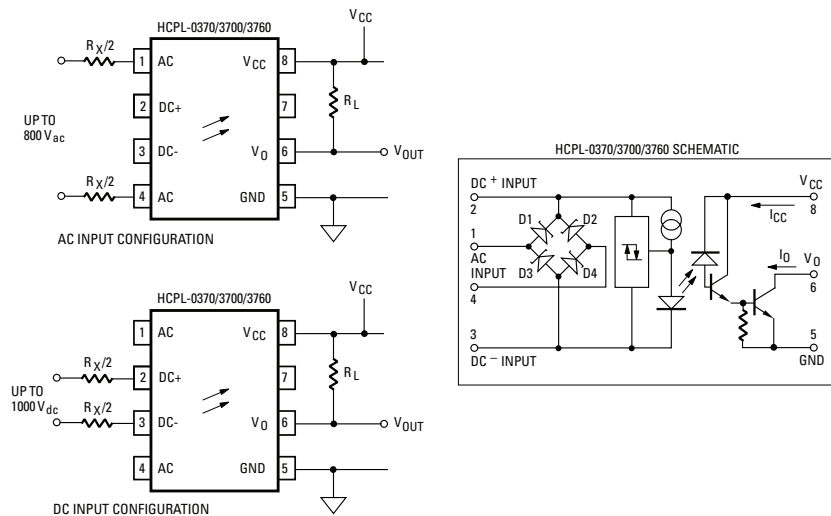 HCPL-0370/3700/3760
VCC
RX/2
1 AC
VCC 8
2 DC+
7
RL
UP TO
800 Vac
3 DC-
VO 6
VOUT
RX/2
4 AC
GND 5
AC INPUT CONFIGURATION
HCPL-0370/3700/3760
VCC
1 AC
VCC 8
UP TO
1000 Vdc
RX/2
2 DC+
7
RL
RX/2
3 DC-
VO 6
VOUT
4 AC
GND 5
DC INPUT CONFIGURATION
HCPL-0370/3700/3760 SCHEMATIC
DC + INPUT
2
VCC
8
ICC
D1
D2
1
AC
INPUT
4
D3
D4
IO
VO
6
3
DC – INPUT
5
GND